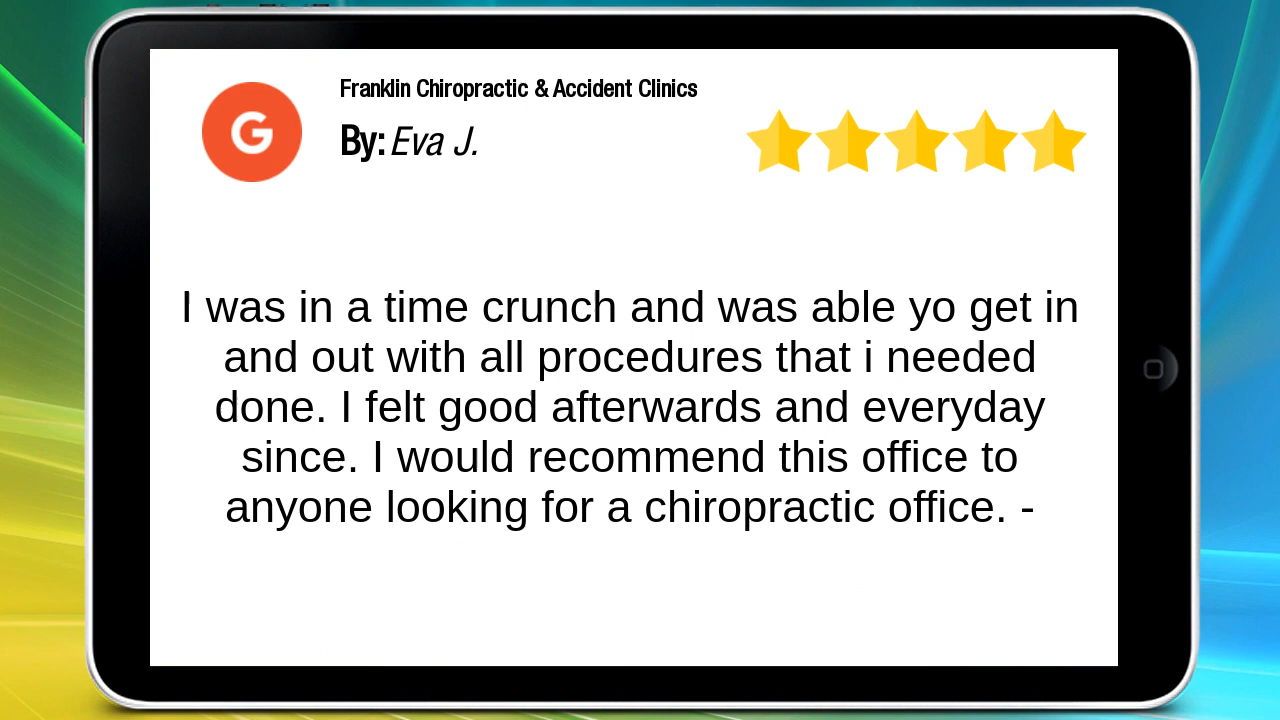 G
Franklin Chiropractic & Accident Clinics
By: Eva J.
I was in a time crunch and was able yo get in
and out with all procedures that i needed
done. I felt good afterwards and everyday
since. I would recommend this office to
anyone looking for a chiropractic office. -